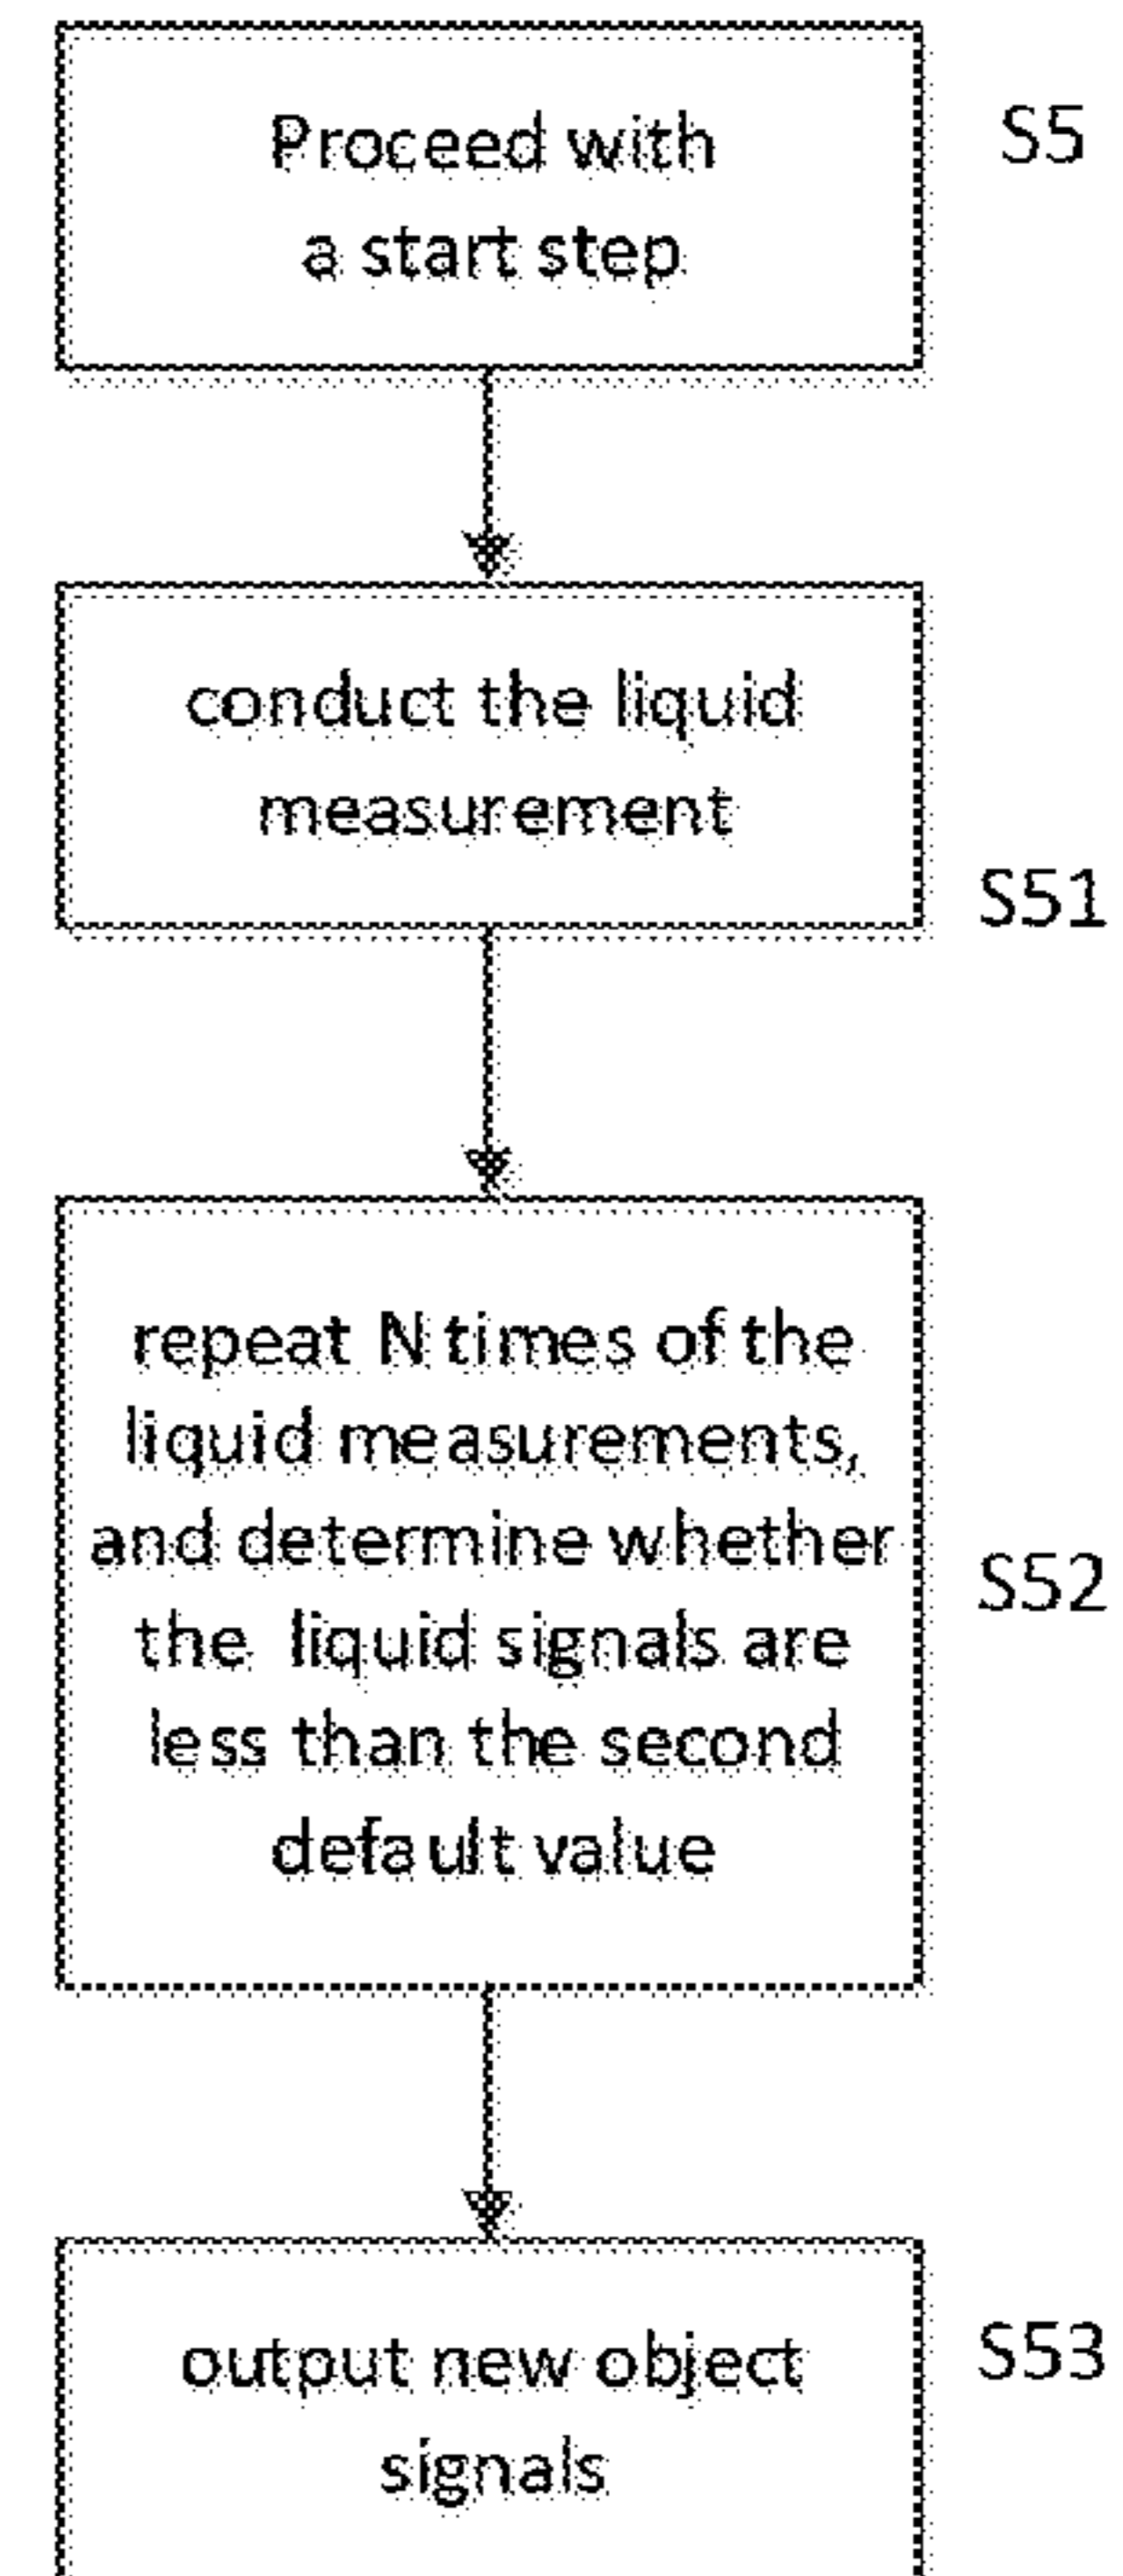 Proceed with
a start step
S5
conduct the liquid
measurement
S51
repeat N times of the
liquid measurements,
and determine whether
the liquid signals are
less than the second
default value
S52
output new object
signals
S53